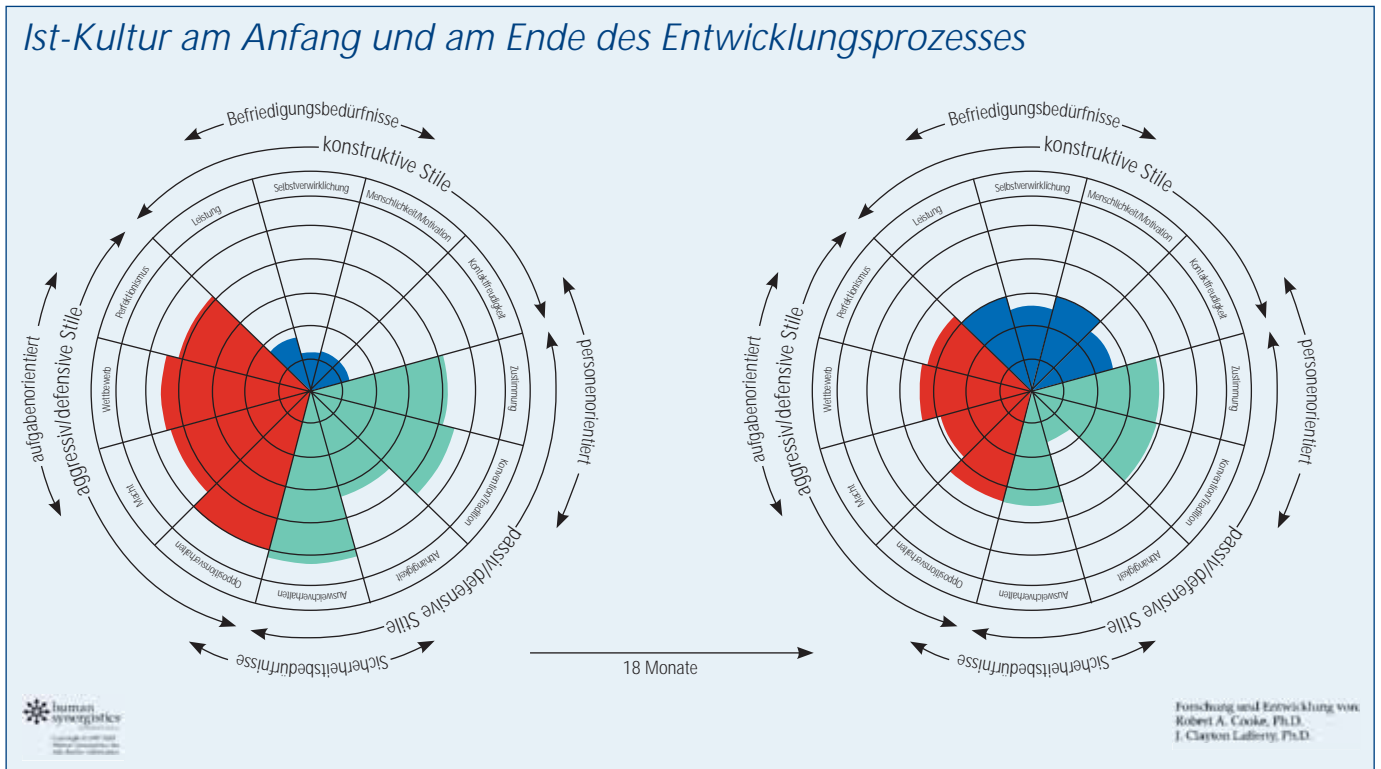 Ist-Kultur am Anfang und am Ende des Entwicklungsprozesses
Befriedigungsbedürfnisse
konstruktive Stile
Selbstverwirklichung
Menschlichkeit/Motivation
Kontaktfreudigkeit
Zustimmung
Konvention/Tradition
Abhängigkeit
Ausweichverhalten
Oppositionsverhalten
Macht
Wettbewerb
Perfektionismus
Leistung
aufgabenorientiert
aggressiv/defensive Stile
personenorientiert
passiv/defensive Stile
Sicherheitsbedürfnisse
18 Monate
Befriedigungsbedürfnisse
konstruktive Stile
Selbstverwirklichung
Menschlichkeit/Motivation
Kontaktfreudigkeit
Zustimmung
Konvention/Tradition
Abhängigkeit
Ausweichverhalten
Oppositionsverhalten
Macht
Wettbewerb
Perfektionismus
Leistung
aufgabenorientiert
aggressiv/defensive Stile
personenorientiert
passiv/defensive Stile
Sicherheitsbedürfnisse
human
synergistics
Forschung und Entwicklung von:
Robert A. Cooke, Ph.D.
J. Clayton Lafferty, Ph.D.